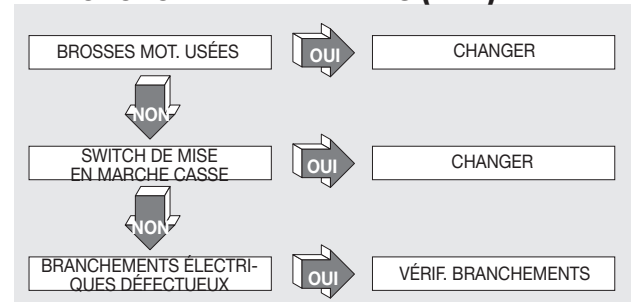 BROSSES MOT. USÉES
OUI
CHANGER
NON
SWITCH DE MISE
EN MARCHE CASSE
OUI
CHANGER
NON
BRANCHEMENTS ÉLECTRI-
QUES DÉFECTUEUX
OUI
VÉRIF. BRANCHEMENTS